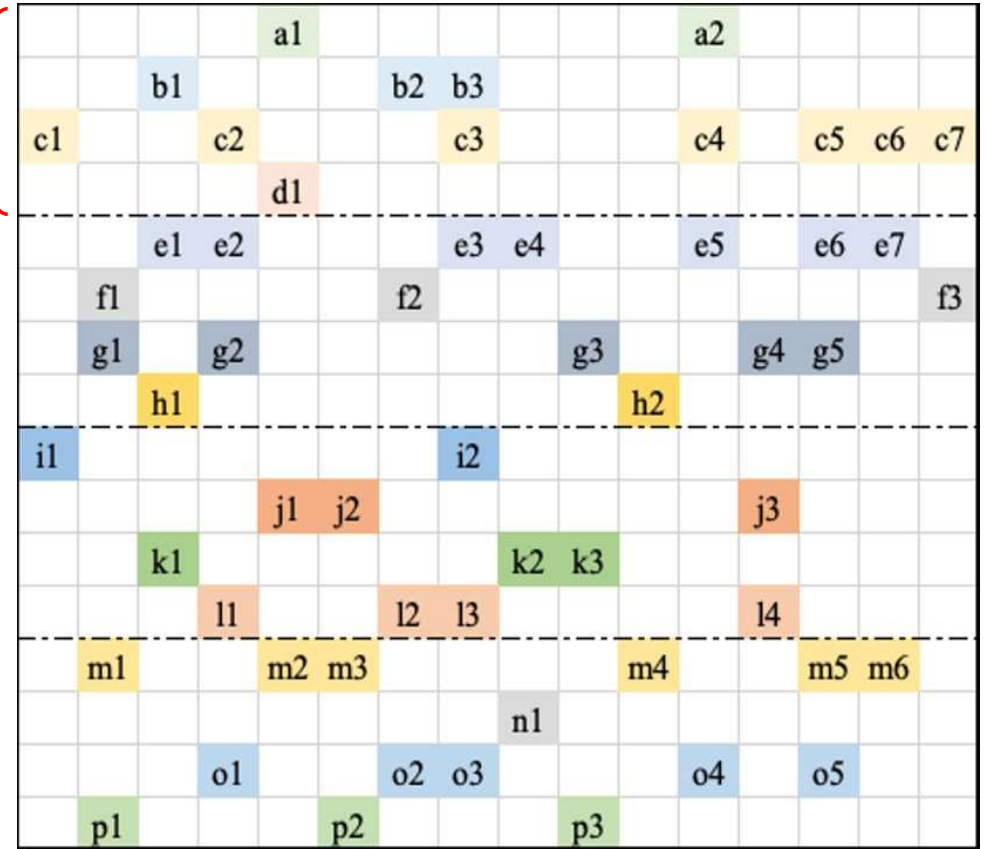 a1 a2
b1 b2 b3
c1 c2 c3 c4 c5 c6 c7
d1
e1 e2 e3 e4 e5 e6 e7
f1 f2 f3
g1 g2 g3 g4 g5
h1 h2
i1 i2
j1 j2 j3
k1 k2 k3
l1 l2 l3 l4
m1 m2 m3 m4 m5 m6
n1
o1 o2 o3 o4 o5
p1 p2 p3